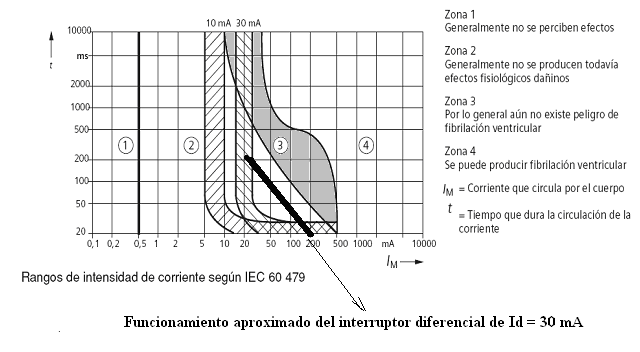 10 mA 30 mA
10000
ms
t
2000
1000
500
200
100
50
20
1
2
3
4
0,1 0,2 0,5 1 2 5 10 20 50 100 200 500 1000 mA 10000
IM
Zona 1
Generalmente no se perciben efectos
Zona 2
Generalmente no se producen todavía
efectos fisiológicos dañinos
Zona 3
Por lo general aún no existe peligro de
fibrilación ventricular
Zona 4
Se puede producir fibrilación ventricular
IM = Corriente que circula por el cuerpo
t = Tiempo que dura la circulación de la
corriente
Rangos de intensidad de corriente según IEC 60 479
Funcionamiento aproximado del interruptor diferencial de Id = 30 mA